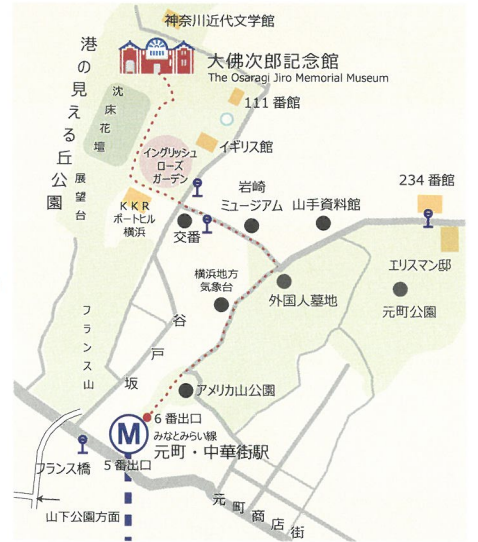 神奈川近代文学館
大佛次郎記念館
The Osaragi Jiro Memorial Museum
港の見える丘公園
沈床花壇
展望台
111番館
イギリス館
イングリッシュ
ローズ
ガーデン
KKR
ポートヒル
横浜
交番
岩崎
ミュージアム
山手資料館
234番館
エリスマン邸
元町公園
外国人墓地
横浜地方
気象台
フランス山
谷戸坂
アメリカ山公園
6番出口
みなとみらい線
M
元町・中華街駅
5番出口
フランス橋
山下公園方面
元町商店街